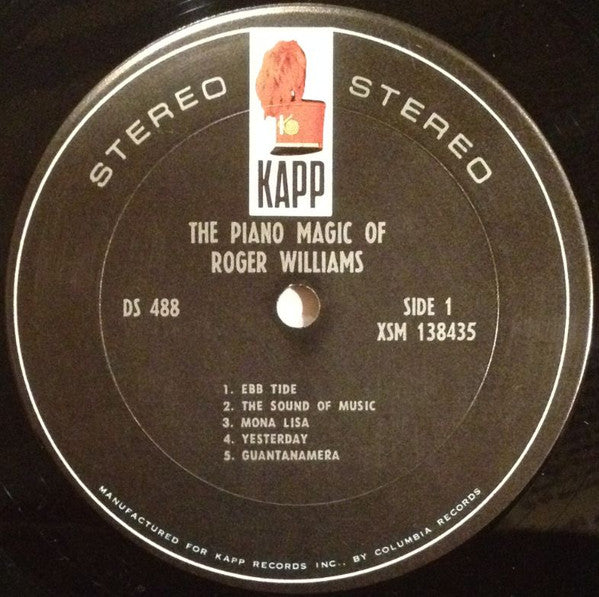 STEREO STEREO
K
KAPP
THE PIANO MAGIC OF
ROGER WILLIAMS
DS 488
SIDE 1
XSM 138435
1. EBB TIDE
2. THE SOUND OF MUSIC
3. MONA LISA
4. YESTERDAY
5. GUANTANAMERA
MANUFACTURED FOR KAPP RECORDS INC., BY COLUMBIA RECORDS